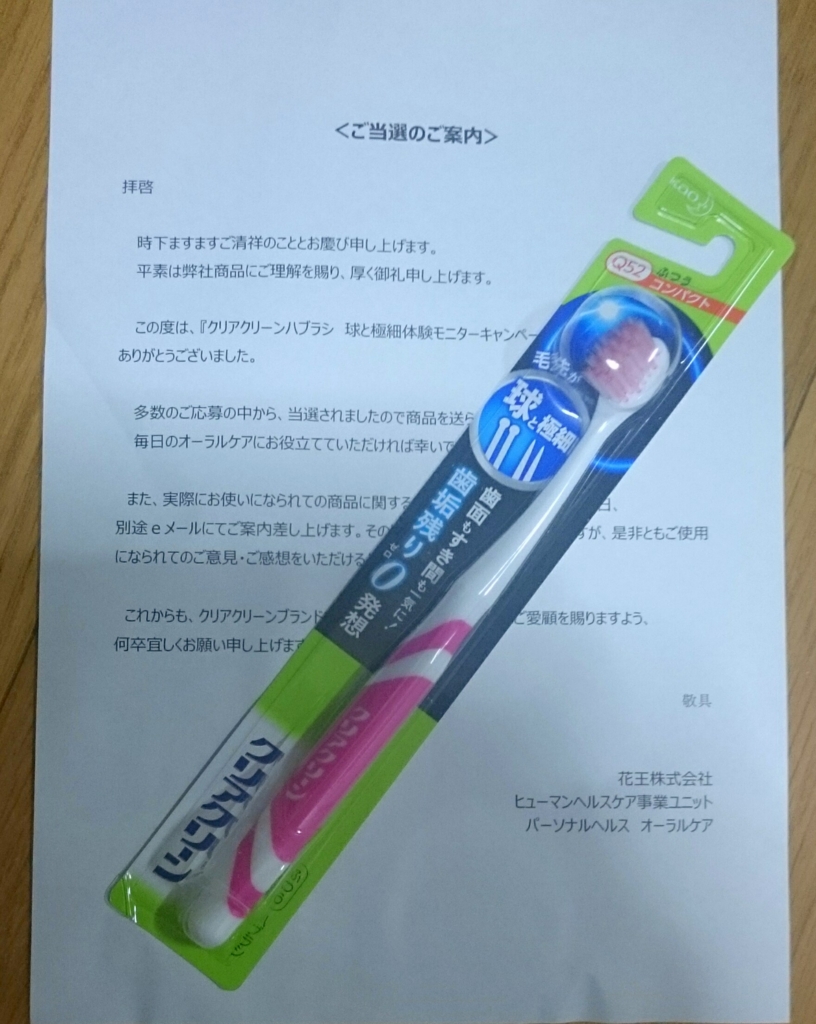 <ご当選のご案内>
拝啓
時下ますますご清祥のこととお慶び申し上げます。
平素は弊社商品にご理解を賜り、厚く御礼申し上げます。
この度は、『クリアクリーンハブラシ 球と極細体験モニターキャンペー
ありがとうございました。
多数のご応募の中から、当選されましたので商品を送ら
毎日のオーラルケアにお役立てていただければ幸いで
また、実際にお使いになられての商品に関する
日、
別途eメールにてご案内差し上げます。その
すが、是非ともご使用
になられてのご意見・ご感想をいただける
これからも、クリアクリーンブランド
ご愛顧を賜りますよう、
何卒宜しくお願い申し上げます
敬具
花王株式会社
ヒューマンヘルスケア事業ユニット
パーソナルヘルス オーラルケア
kao
Q52
ふつう
コンパクト
毛先が
球と極細
歯面もすき間も一気に!
歯垢残り0発想
ゼロ
クリアクリーン
クリアクリーン